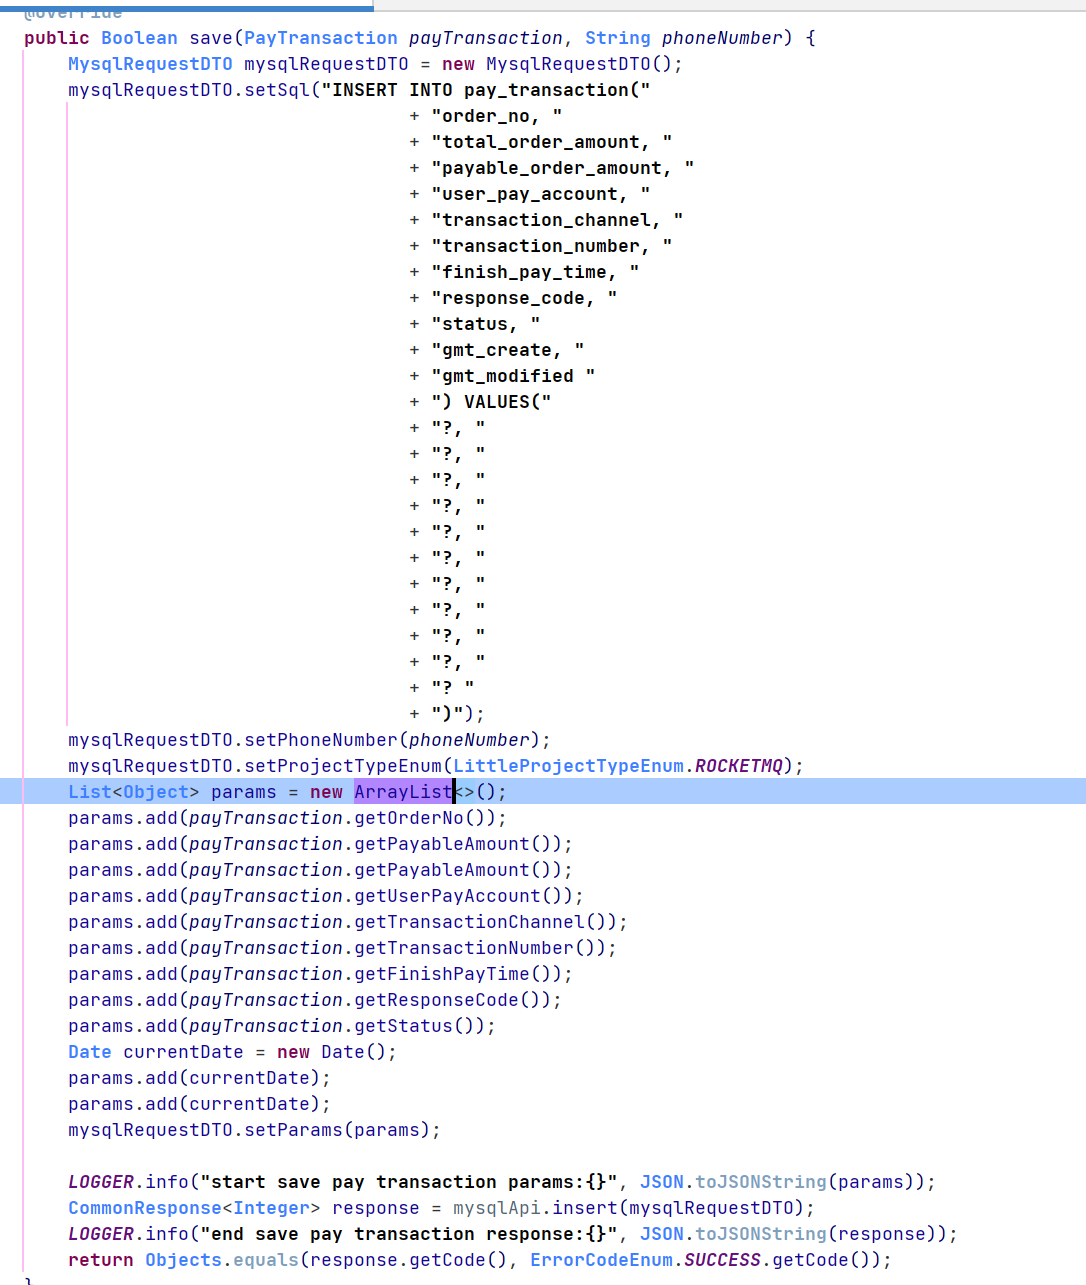 @Override
public Boolean save(PayTransaction payTransaction, String phoneNumber) {
MysqlRequestDTO mysqlRequestDTO = new MysqlRequestDTO();
mysqlRequestDTO.setSql("INSERT INTO pay_transaction("
+ "order_no, "
+ "total_order_amount, "
+ "payable_order_amount, "
+ "user_pay_account, "
+ "transaction_channel, "
+ "transaction_number, "
+ "finish_pay_time, "
+ "response_code, "
+ "status, "
+ "gmt_create, "
+ "gmt_modified "
+ ") VALUES("
+ "?, "
+ "?, "
+ "?, "
+ "?, "
+ "?, "
+ "?, "
+ "?, "
+ "?, "
+ "?, "
+ "?, "
+ "? "
+ ")");
mysqlRequestDTO.setPhoneNumber(phoneNumber);
mysqlRequestDTO.setProjectTypeEnum(LittleProjectTypeEnum.ROCKETMQ);
List<Object> params = new ArrayList<>();
params.add(payTransaction.getOrderNo());
params.add(payTransaction.getPayableAmount());
params.add(payTransaction.getPayableAmount());
params.add(payTransaction.getUserPayAccount());
params.add(payTransaction.getTransactionChannel());
params.add(payTransaction.getTransactionNumber());
params.add(payTransaction.getFinishPayTime());
params.add(payTransaction.getResponseCode());
params.add(payTransaction.getStatus());
Date currentDate = new Date();
params.add(currentDate);
params.add(currentDate);
mysqlRequestDTO.setParams(params);
LOGGER.info("start save pay transaction params:{}", JSON.toJSONString(params));
CommonResponse<Integer> response = mysqlApi.insert(mysqlRequestDTO);
LOGGER.info("end save pay transaction response:{}", JSON.toJSONString(response));
return Objects.equals(response.getCode(), ErrorCodeEnum.SUCCESS.getCode());
}